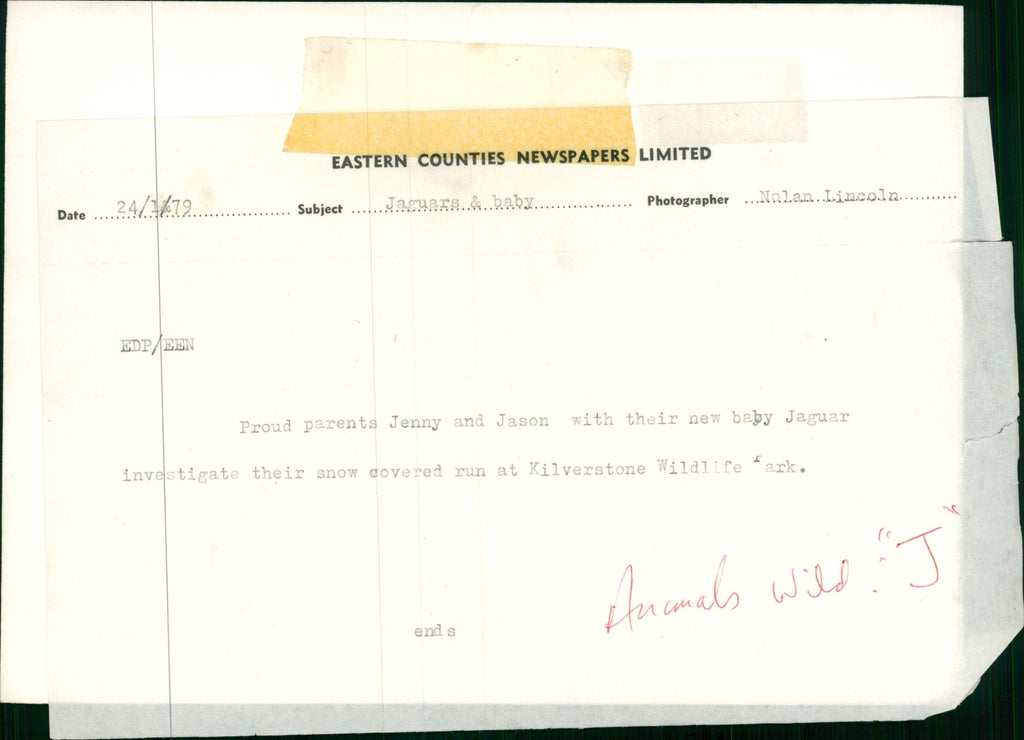 EASTERN COUNTIES NEWSPAPERS LIMITED
Date 24/1/79 Subject Jaguars & baby Photographer Nolan Lincoln
EDP/EEN
Proud parents Jenny and Jason with their new baby Jaguar
investigate their snow covered run at Kilverstone Wildlife Park.
Animals Wild: "J"
ends